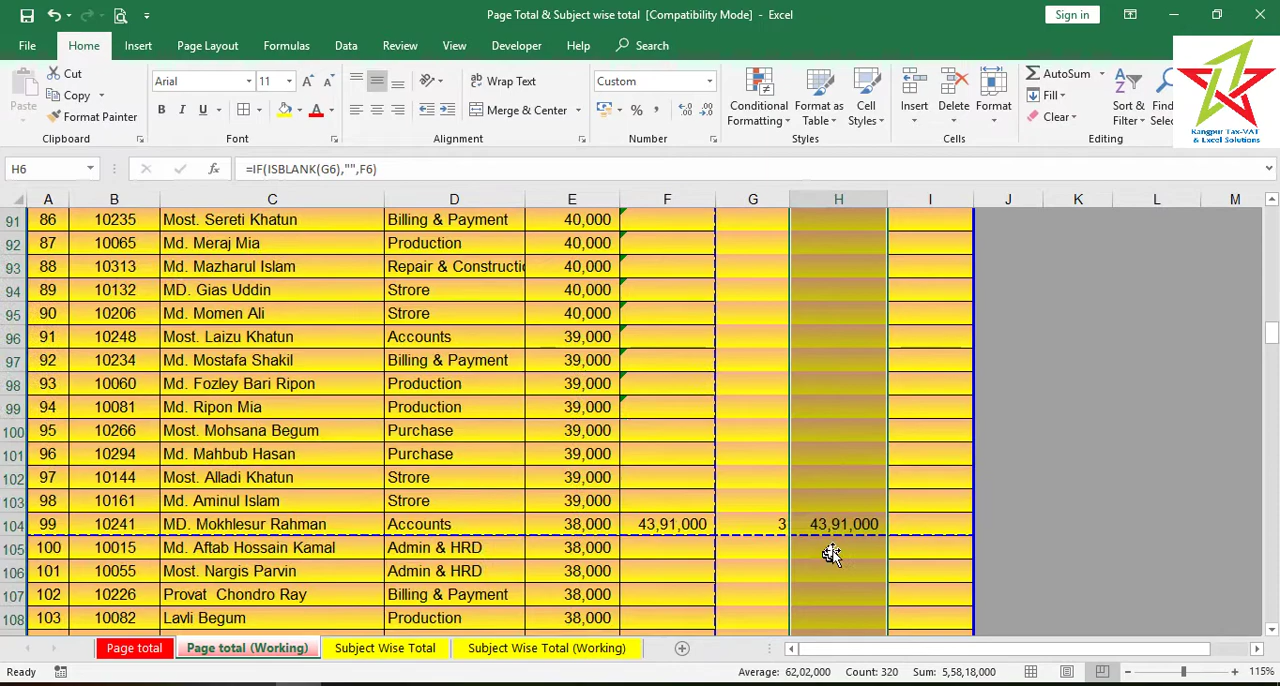 Page Total & Subject wise total [Compatibility Mode] - Excel
Sign in
File Home Insert Page Layout Formulas Data Review View Developer Help Search
Paste
Cut
Copy
Format Painter
Clipboard
Arial 11
B I U
Font
Wrap Text
Merge & Center
Alignment
Custom
%
Number
Conditional Formatting
Format as Table
Cell Styles
Styles
Insert Delete Format
Cells
AutoSum
Fill
Clear
Sort & Filter
Find
Selec
Editing
Rangpur Tax-VAT
& Excel Solutions
H6 fx =IF(ISBLANK(G6),"",F6)
A B C D E F G H I J K L M
91 86 10235 Most. Sereti Khatun Billing & Payment 40,000
92 87 10065 Md. Meraj Mia Production 40,000
93 88 10313 Md. Mazharul Islam Repair & Constructio 40,000
94 89 10132 MD. Gias Uddin Strore 40,000
95 90 10206 Md. Momen Ali Strore 40,000
96 91 10248 Most. Laizu Khatun Accounts 39,000
97 92 10234 Md. Mostafa Shakil Billing & Payment 39,000
98 93 10060 Md. Fozley Bari Ripon Production 39,000
99 94 10081 Md. Ripon Mia Production 39,000
100 95 10266 Most. Mohsana Begum Purchase 39,000
101 96 10294 Md. Mahbub Hasan Purchase 39,000
102 97 10144 Most. Alladi Khatun Strore 39,000
103 98 10161 Md. Aminul Islam Strore 39,000
104 99 10241 MD. Mokhlesur Rahman Accounts 38,000 43,91,000 3 43,91,000
105 100 10015 Md. Aftab Hossain Kamal Admin & HRD 38,000
106 101 10055 Most. Nargis Parvin Admin & HRD 38,000
107 102 10226 Provat Chondro Ray Billing & Payment 38,000
108 103 10082 Lavli Begum Production 38,000
Page total Page total (Working) Subject Wise Total Subject Wise Total (Working)
Ready Average: 62,02,000 Count: 320 Sum: 5,58,18,000 115%